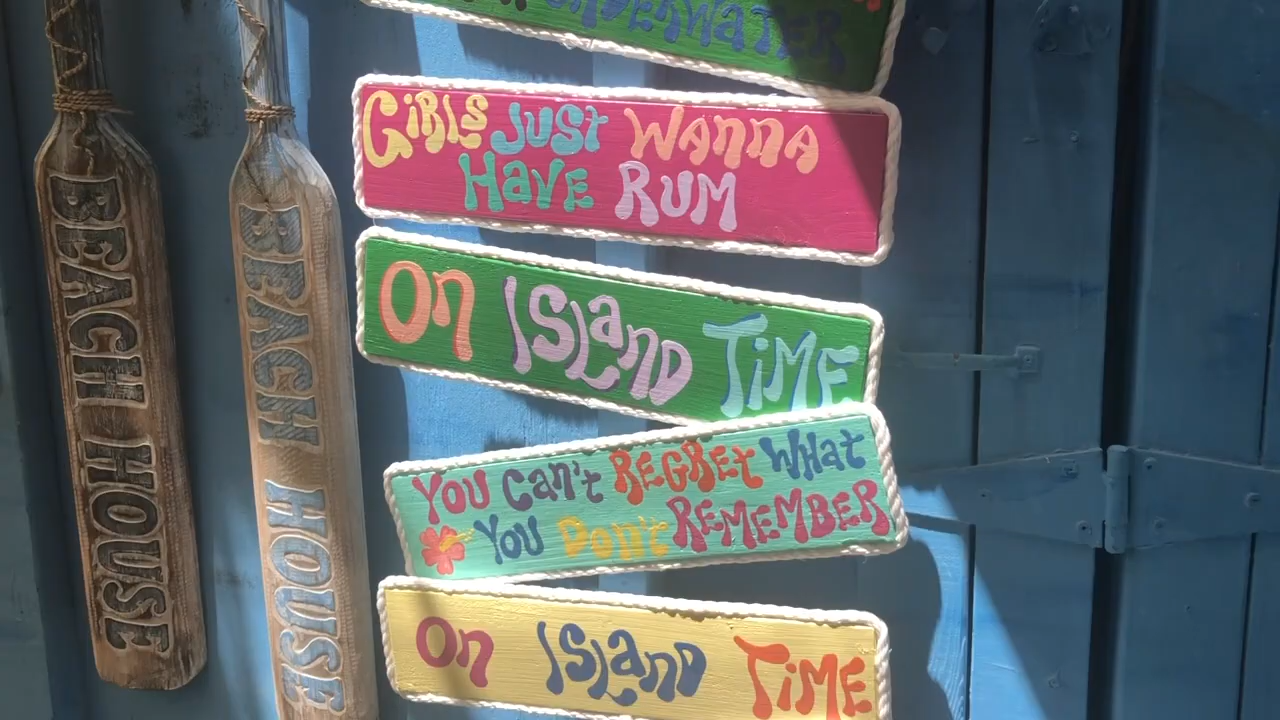 UNDERWATER
GiRLS JUSt WANNA
HAVE RUM
On ISLAND TiME
YOU Can't REGREt WHat
YOU Don't REMEMBER
On ISLAND TiME
BEACH HOUSE
BEACH HOUSE